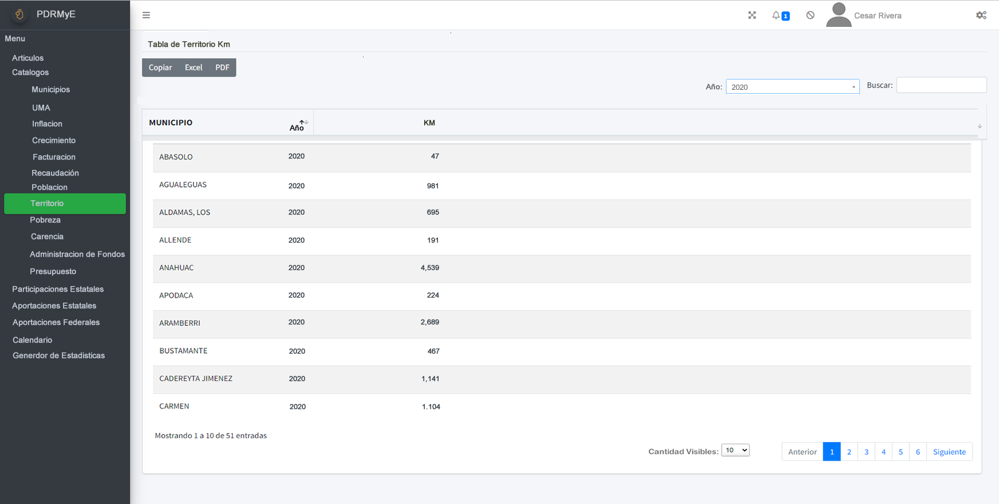 PDRMyE
1
Cesar Rivera
Menu
Articulos
Catalogos
Municipios
UMA
Inflacion
Crecimiento
Facturacion
Recaudación
Poblacion
Territorio
Pobreza
Carencia
Administracion de Fondos
Presupuesto
Participaciones Estatales
Aportaciones Estatales
Aportaciones Federales
Calendario
Generdor de Estadisticas
Tabla de Territorio Km
Copiar Excel PDF
Año: 2020 Buscar:
MUNICIPIO Año KM
ABASOLO 2020 47
AGUALEGUAS 2020 981
ALDAMAS, LOS 2020 695
ALLENDE 2020 191
ANAHUAC 2020 4,539
APODACA 2020 224
ARAMBERRI 2020 2,689
BUSTAMANTE 2020 467
CADEREYTA JIMENEZ 2020 1,141
CARMEN 2020 1.104
Mostrando 1 a 10 de 51 entradas
Cantidad Visibles: 10 Anterior 1 2 3 4 5 6 Siguiente